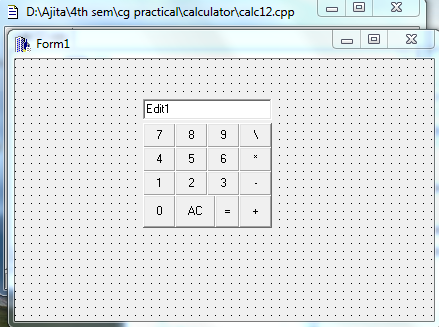 D:\Ajita\4th sem\cg practical\calculator\calc12.cpp
Form1
Edit1
7 8 9 \
4 5 6 *
1 2 3 -
0 AC = +